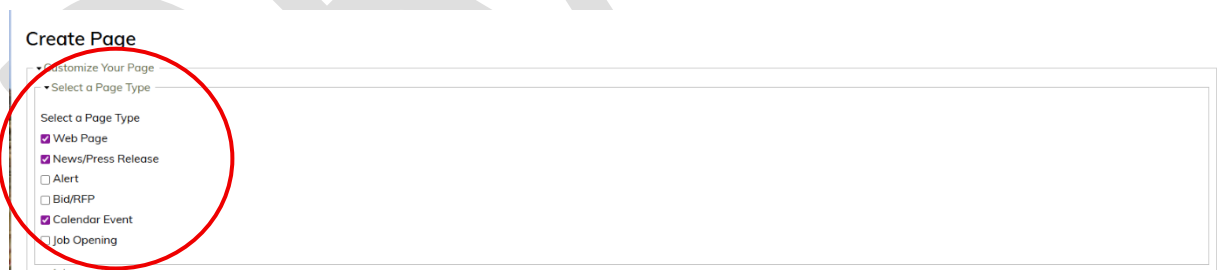 Create Page
Customize Your Page
Select a Page Type
Select a Page Type
Web Page
News/Press Release
Alert
Bid/RFP
Calendar Event
Job Opening